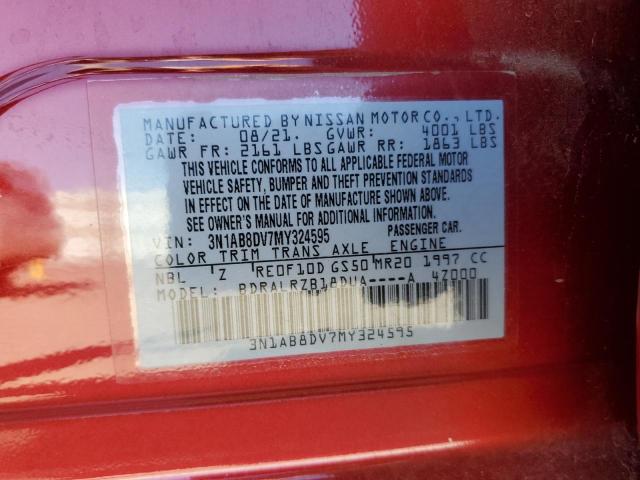 MANUFACTURED BY NISSAN MOTOR CO., LTD.
DATE: 08/21. GVWR: 4001 LBS
GAWR FR: 2161 LBS GAWR RR: 1863 LBS
THIS VEHICLE CONFORMS TO ALL APPLICABLE FEDERAL MOTOR
VEHICLE SAFETY, BUMPER AND THEFT PREVENTION STANDARDS
IN EFFECT ON THE DATE OF MANUFACTURE SHOWN ABOVE.
SEE OWNER'S MANUAL FOR ADDITIONAL INFORMATION.
VIN: 3N1AB8DV7MY324595 PASSENGER CAR.
COLOR TRIM TRANS AXLE ENGINE
NBL 'Z RE0F10D GS50 MR20 1997 CC
MODEL: BDRALRZB18DUA----A 4Z000
3N1AB8DV7MY324595